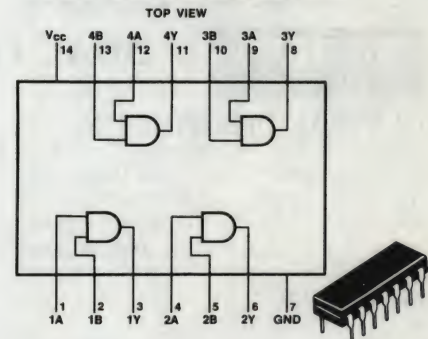 TOP VIEW
Vcc 4B 4A 4Y 3B 3A 3Y
14 13 12 11 10 9 8
1 2 3 4 5 6 7
1A 1B 1Y 2A 2B 2Y GND